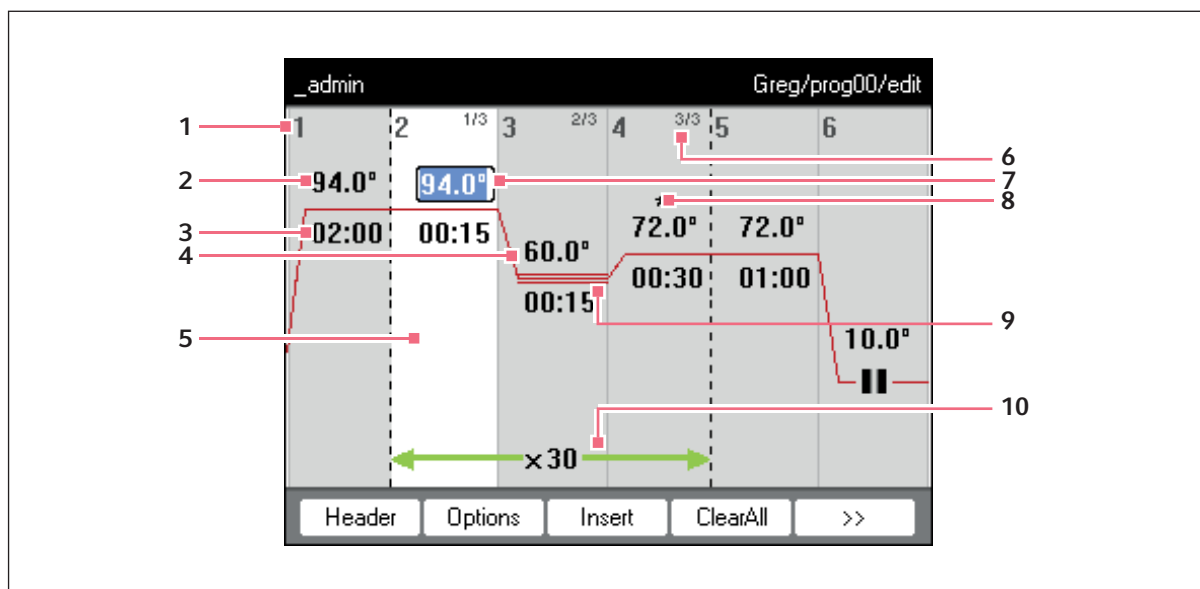 _admin Greg/prog00/edit
1 2 1/3 3 2/3 4 3/3 5 6
1
6
2 94.0° 94.0° 7
* 8
3 02:00 00:15 72.0° 72.0°
4 60.0°
00:15 00:30 01:00
9
5 10.0°
10
×30
Header Options Insert ClearAll >>